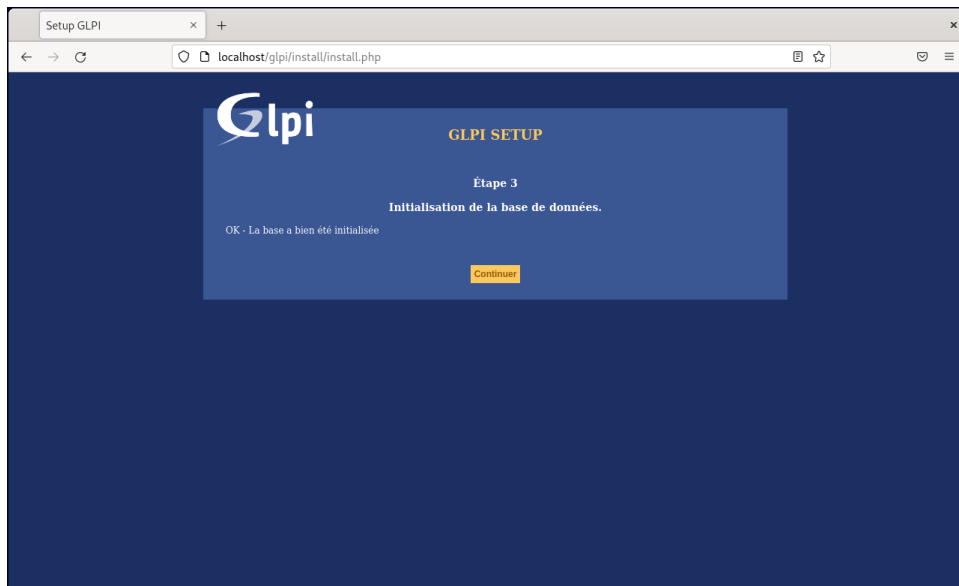 Setup GLPI
localhost/glpi/install/install.php
Glpi
GLPI SETUP
Étape 3
Initialisation de la base de données.
OK - La base a bien été initialisée
Continuer